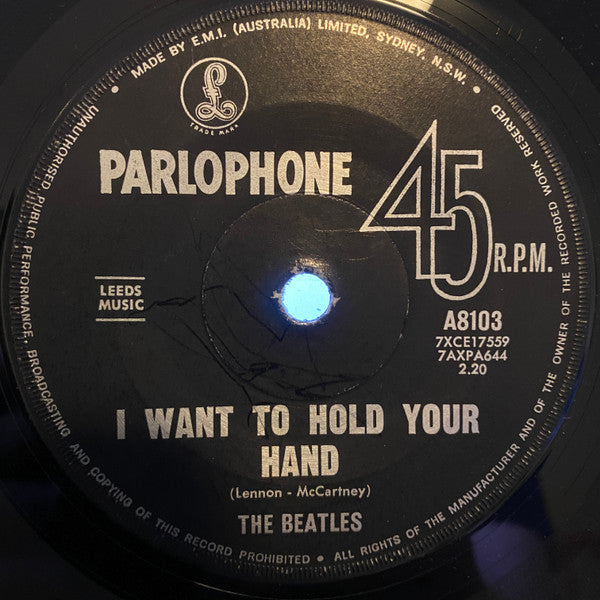 MADE BY E.M.I. (AUSTRALIA) LIMITED, SYDNEY, N.S.W. •
UNAUTHORISED PUBLIC PERFORMANCE, BROADCASTING AND COPYING OF THIS RECORD PROHIBITED • ALL RIGHTS OF THE MANUFACTURER AND OF THE OWNER OF THE RECORDED WORK RESERVED •
£
TRADE MARK
PARLOPHONE
45 R.P.M.
LEEDS
MUSIC
A8103
7XCE17559
7AXPA644
2.20
I WANT TO HOLD YOUR
HAND
(Lennon - McCartney)
THE BEATLES